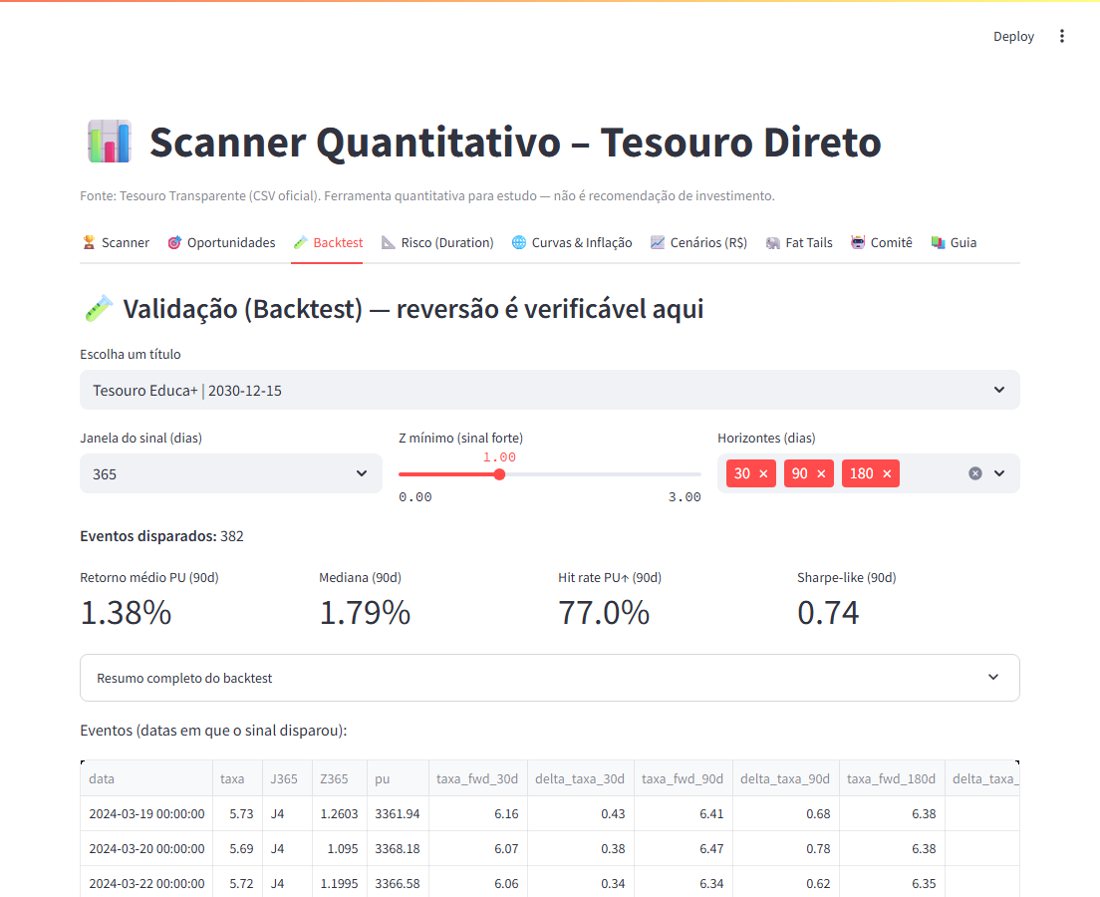 Deploy
Scanner Quantitativo – Tesouro Direto
Fonte: Tesouro Transparente (CSV oficial). Ferramenta quantitativa para estudo — não é recomendação de investimento.
Scanner Oportunidades Backtest Risco (Duration) Curvas & Inflação Cenários (R$) Fat Tails Comitê Guia
Validação (Backtest) — reversão é verificável aqui
Escolha um título
Tesouro Educa+ | 2030-12-15
Janela do sinal (dias) Z mínimo (sinal forte) Horizontes (dias)
1.00
365 30 × 90 × 180 ×
0.00 3.00
Eventos disparados: 382
Retorno médio PU (90d) Mediana (90d) Hit rate PU↑ (90d) Sharpe-like (90d)
1.38% 1.79% 77.0% 0.74
Resumo completo do backtest
Eventos (datas em que o sinal disparou):
data taxa J365 Z365 pu taxa_fwd_30d delta_taxa_30d taxa_fwd_90d delta_taxa_90d taxa_fwd_180d delta_taxa_
2024-03-19 00:00:00 5.73 J4 1.2603 3361.94 6.16 0.43 6.41 0.68 6.38
2024-03-20 00:00:00 5.69 J4 1.095 3368.18 6.07 0.38 6.47 0.78 6.38
2024-03-22 00:00:00 5.72 J4 1.1995 3366.58 6.06 0.34 6.34 0.62 6.35